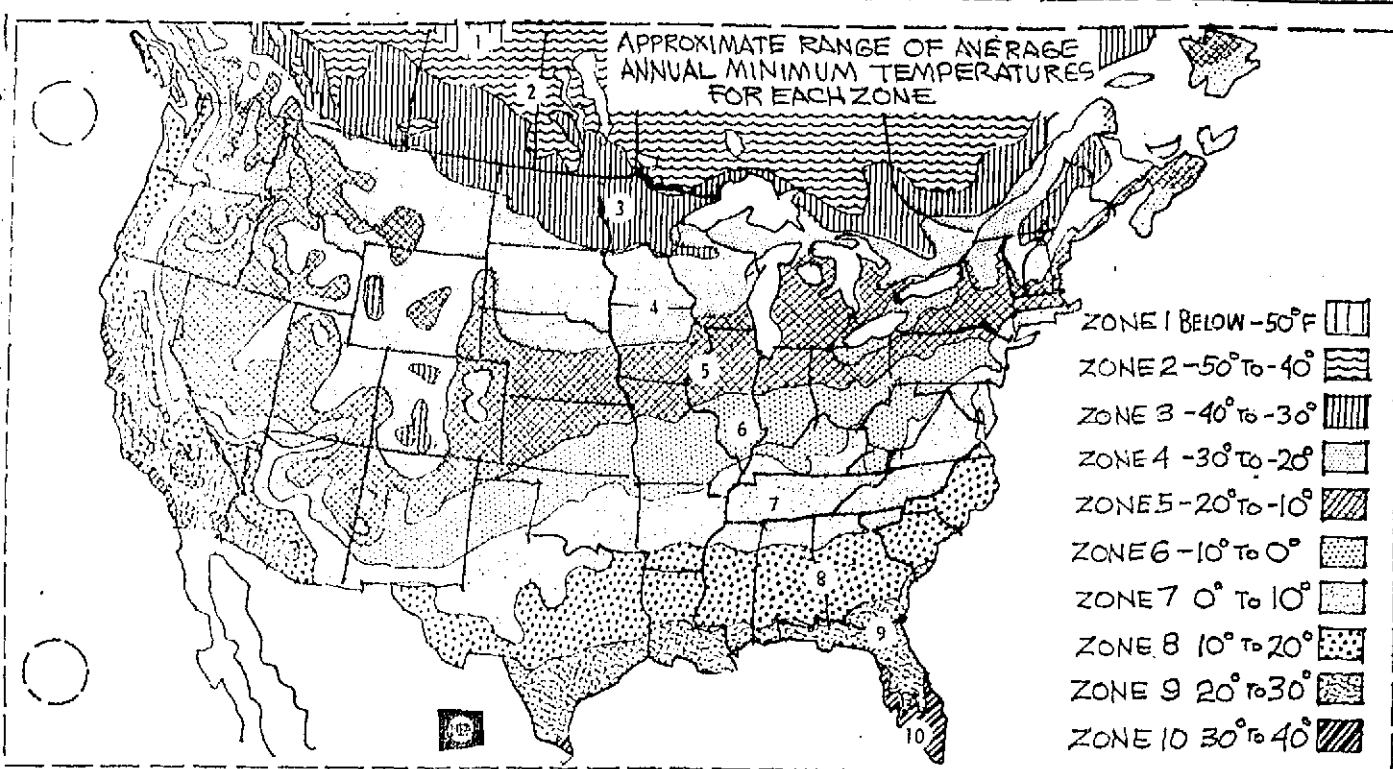 APPROXIMATE RANGE OF AVERAGE
ANNUAL MINIMUM TEMPERATURES
FOR EACH ZONE
1
2
3
4
5
6
7
8
9
10
ZONE 1 BELOW -50°F
ZONE 2 -50° TO -40°
ZONE 3 -40° TO -30°
ZONE 4 -30° TO -20°
ZONE 5 -20° TO -10°
ZONE 6 -10° TO 0°
ZONE 7 0° TO 10°
ZONE 8 10° TO 20°
ZONE 9 20° TO 30°
ZONE 10 30° TO 40°